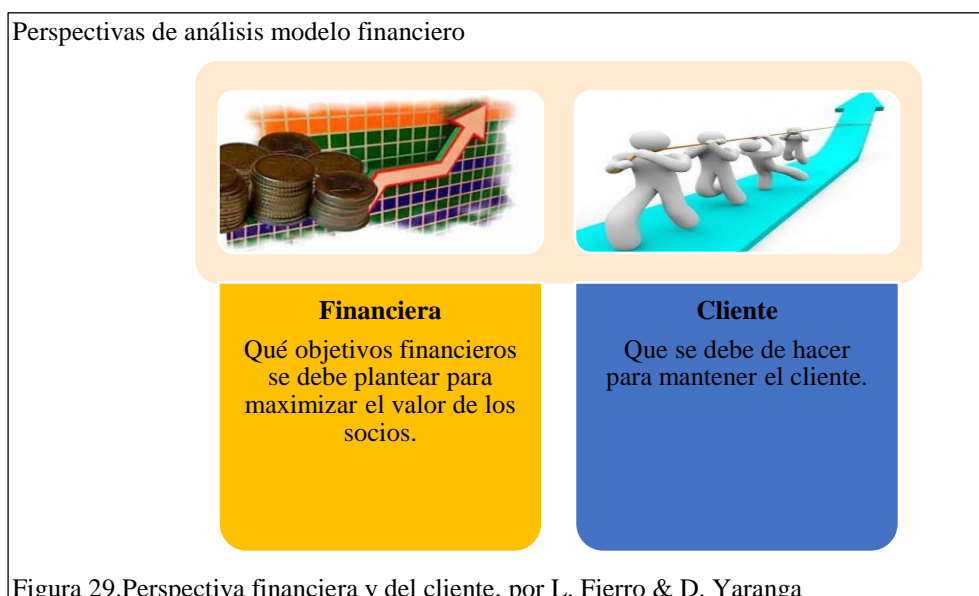 Perspectivas de análisis modelo financiero
Financiera
Qué objetivos financieros
se debe plantear para
maximizar el valor de los
socios.
Cliente
Que se debe de hacer
para mantener el cliente.
Figura 29.Perspectiva financiera y del cliente, por L. Fierro & D. Yaranga